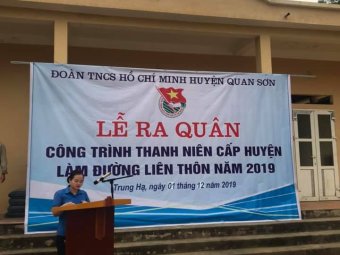 ĐOÀN TNCS HỒ CHÍ MINH HUYỆN QUAN SƠN
LỄ RA QUÂN
CÔNG TRÌNH THANH NIÊN CẤP HUYỆN
LÀM ĐƯỜNG LIÊN THÔN NĂM 2019
Trung Hạ, ngày 01 tháng 12 năm 2019